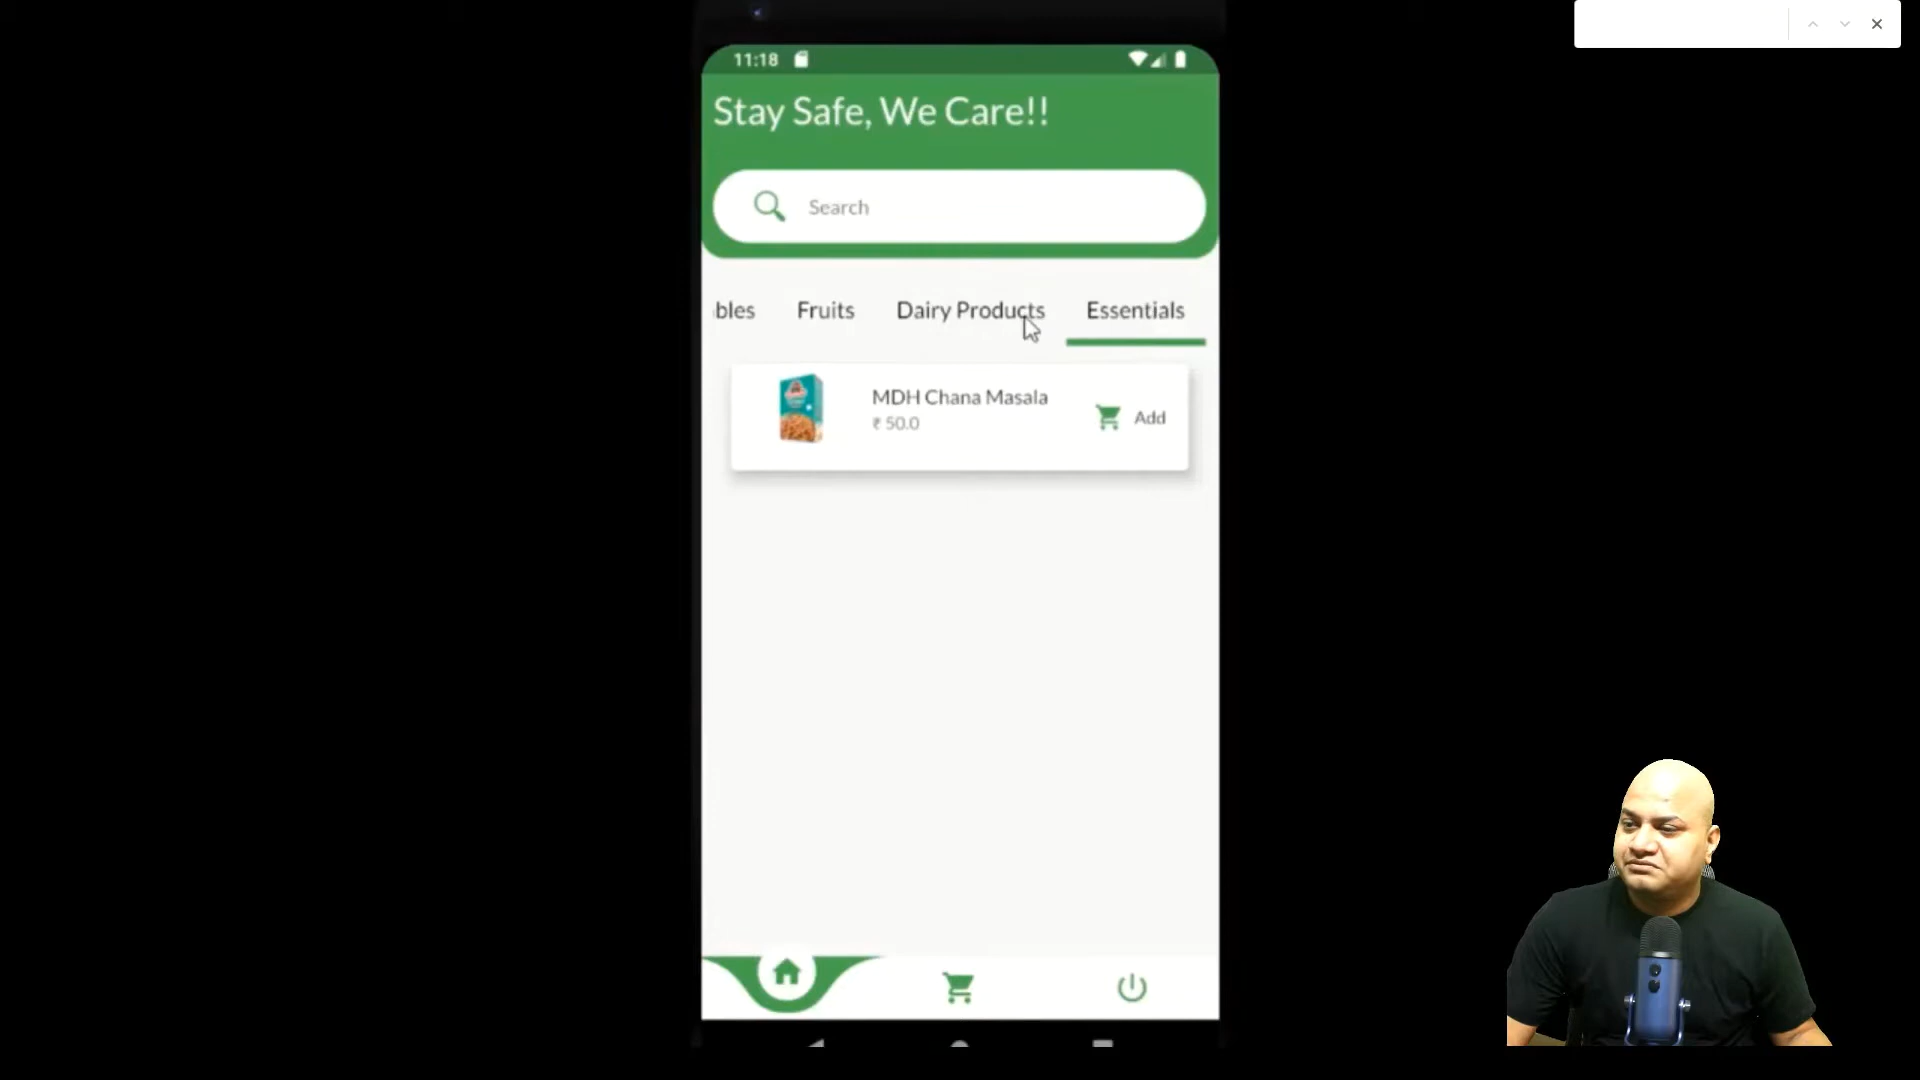 11:18
Stay Safe, We Care!!
Search
bles Fruits Dairy Products Essentials
MDH Chana Masala
₹ 50.0
Add